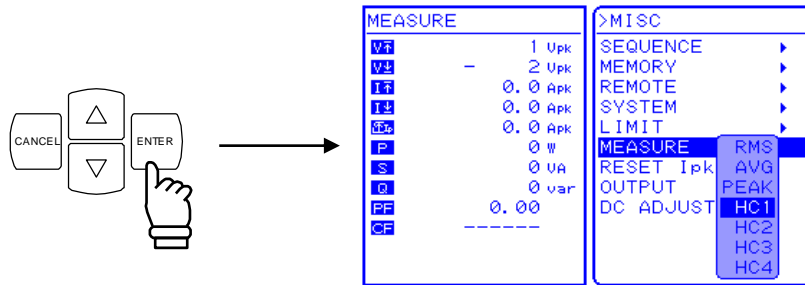 CANCEL
ENTER
MEASURE
V 1 Vpk
V - 2 Vpk
I 0.0 Apk
I 0.0 Apk
0.0 Apk
P 0 W
S 0 VA
Q 0 var
PF 0.00
CF ------
>MISC
SEQUENCE
MEMORY
REMOTE
SYSTEM
LIMIT
MEASURE RMS
RESET Ipk AVG
OUTPUT PEAK
DC ADJUST HC1
HC2
HC3
HC4